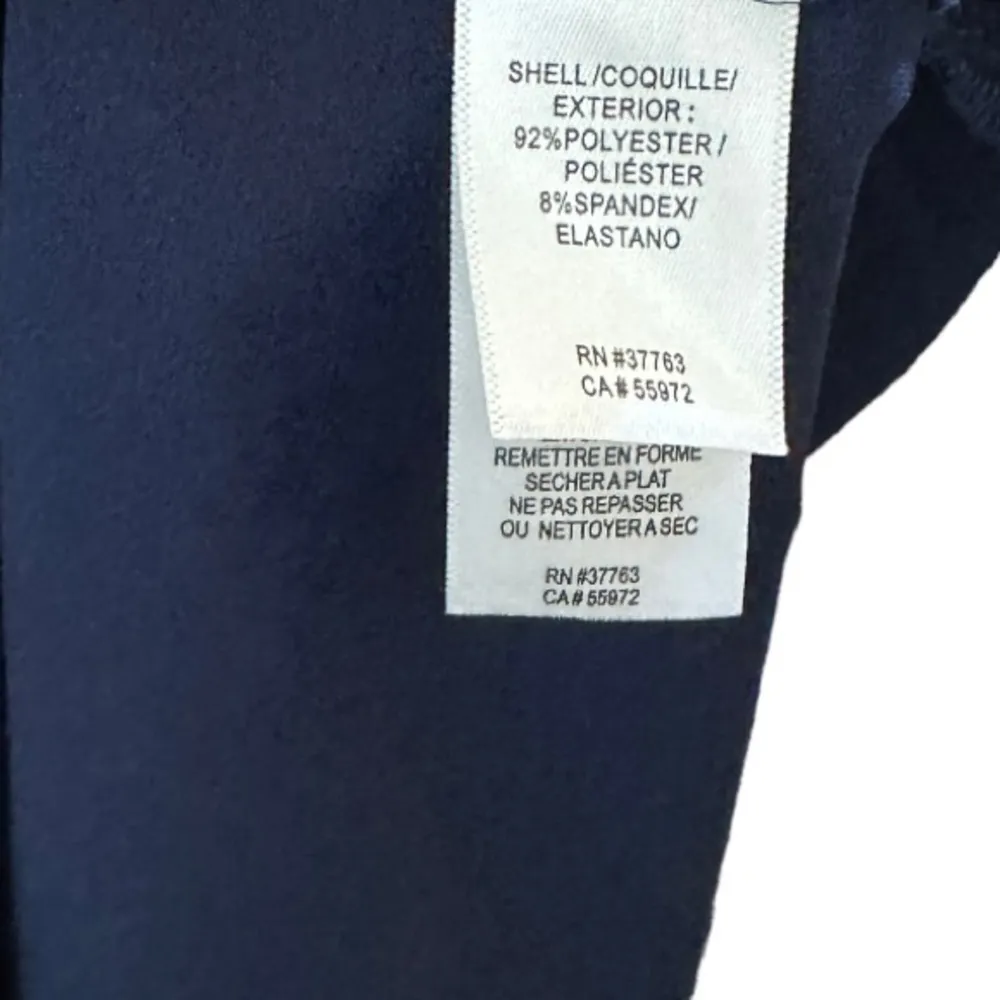 SHELL/COQUILLE/
EXTERIOR:
92%POLYESTER/
POLIÉSTER
8%SPANDEX/
ELASTANO
RN#37763
CA#55972
REMETTRE EN FORME
SECHER A PLAT
NE PAS REPASSER
OU NETTOYER A SEC
RN#37763
CA#55972